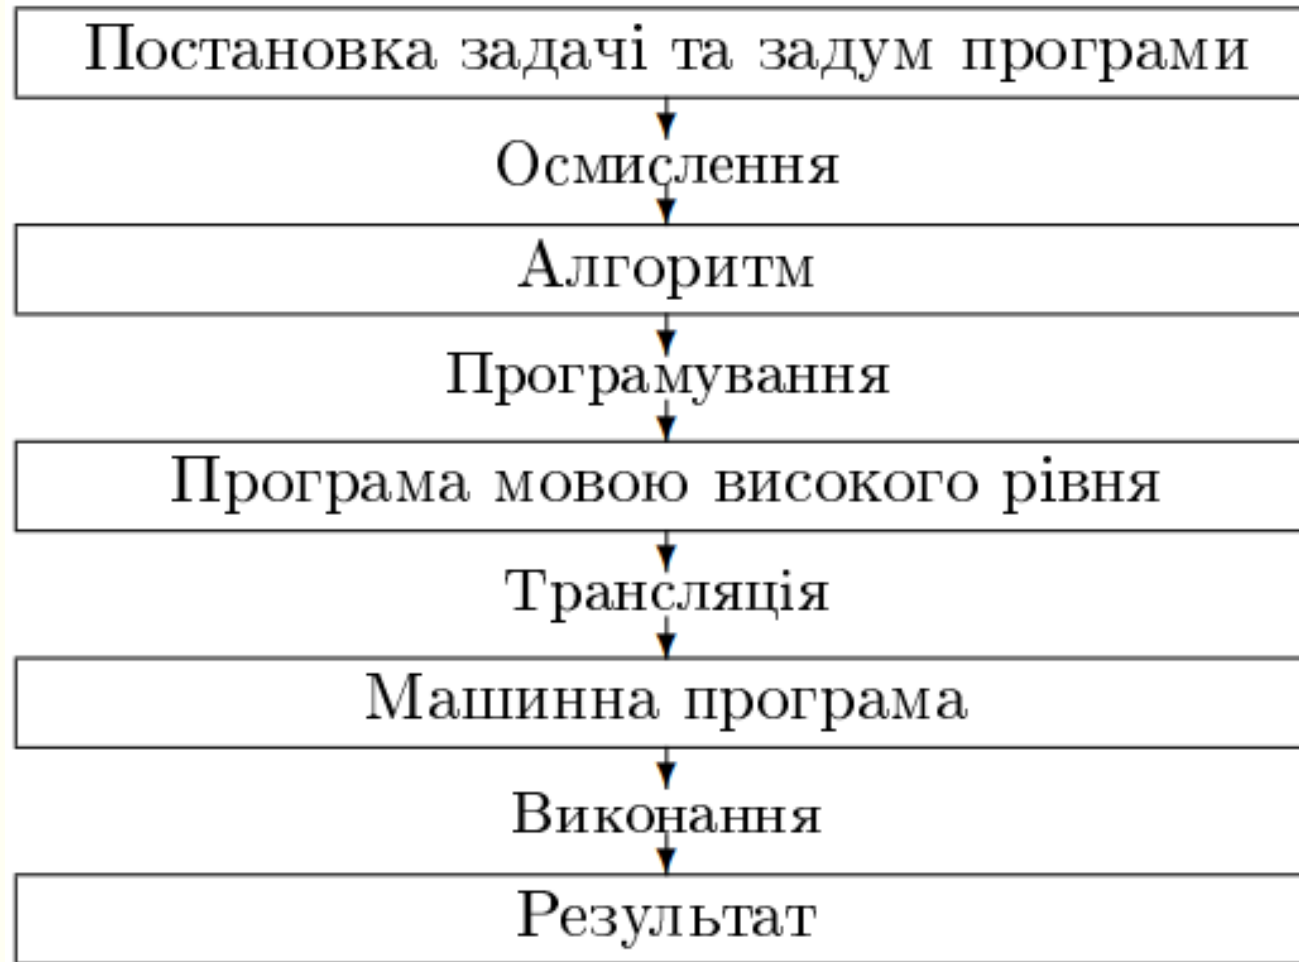 Постановка задачі та задум програми
Осмислення
Алгоритм
Програмування
Програма мовою високого рівня
Трансляція
Машинна програма
Виконання
Результат